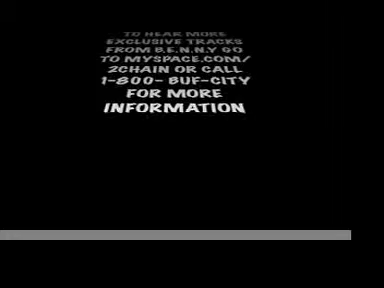 TO HEAR MORE
EXCLUSIVE TRACKS
FROM B.E.N.N.Y GO
TO MYSPACE.COM/
2CHAIN OR CALL
1-800- BUF-CITY
FOR MORE
INFORMATION